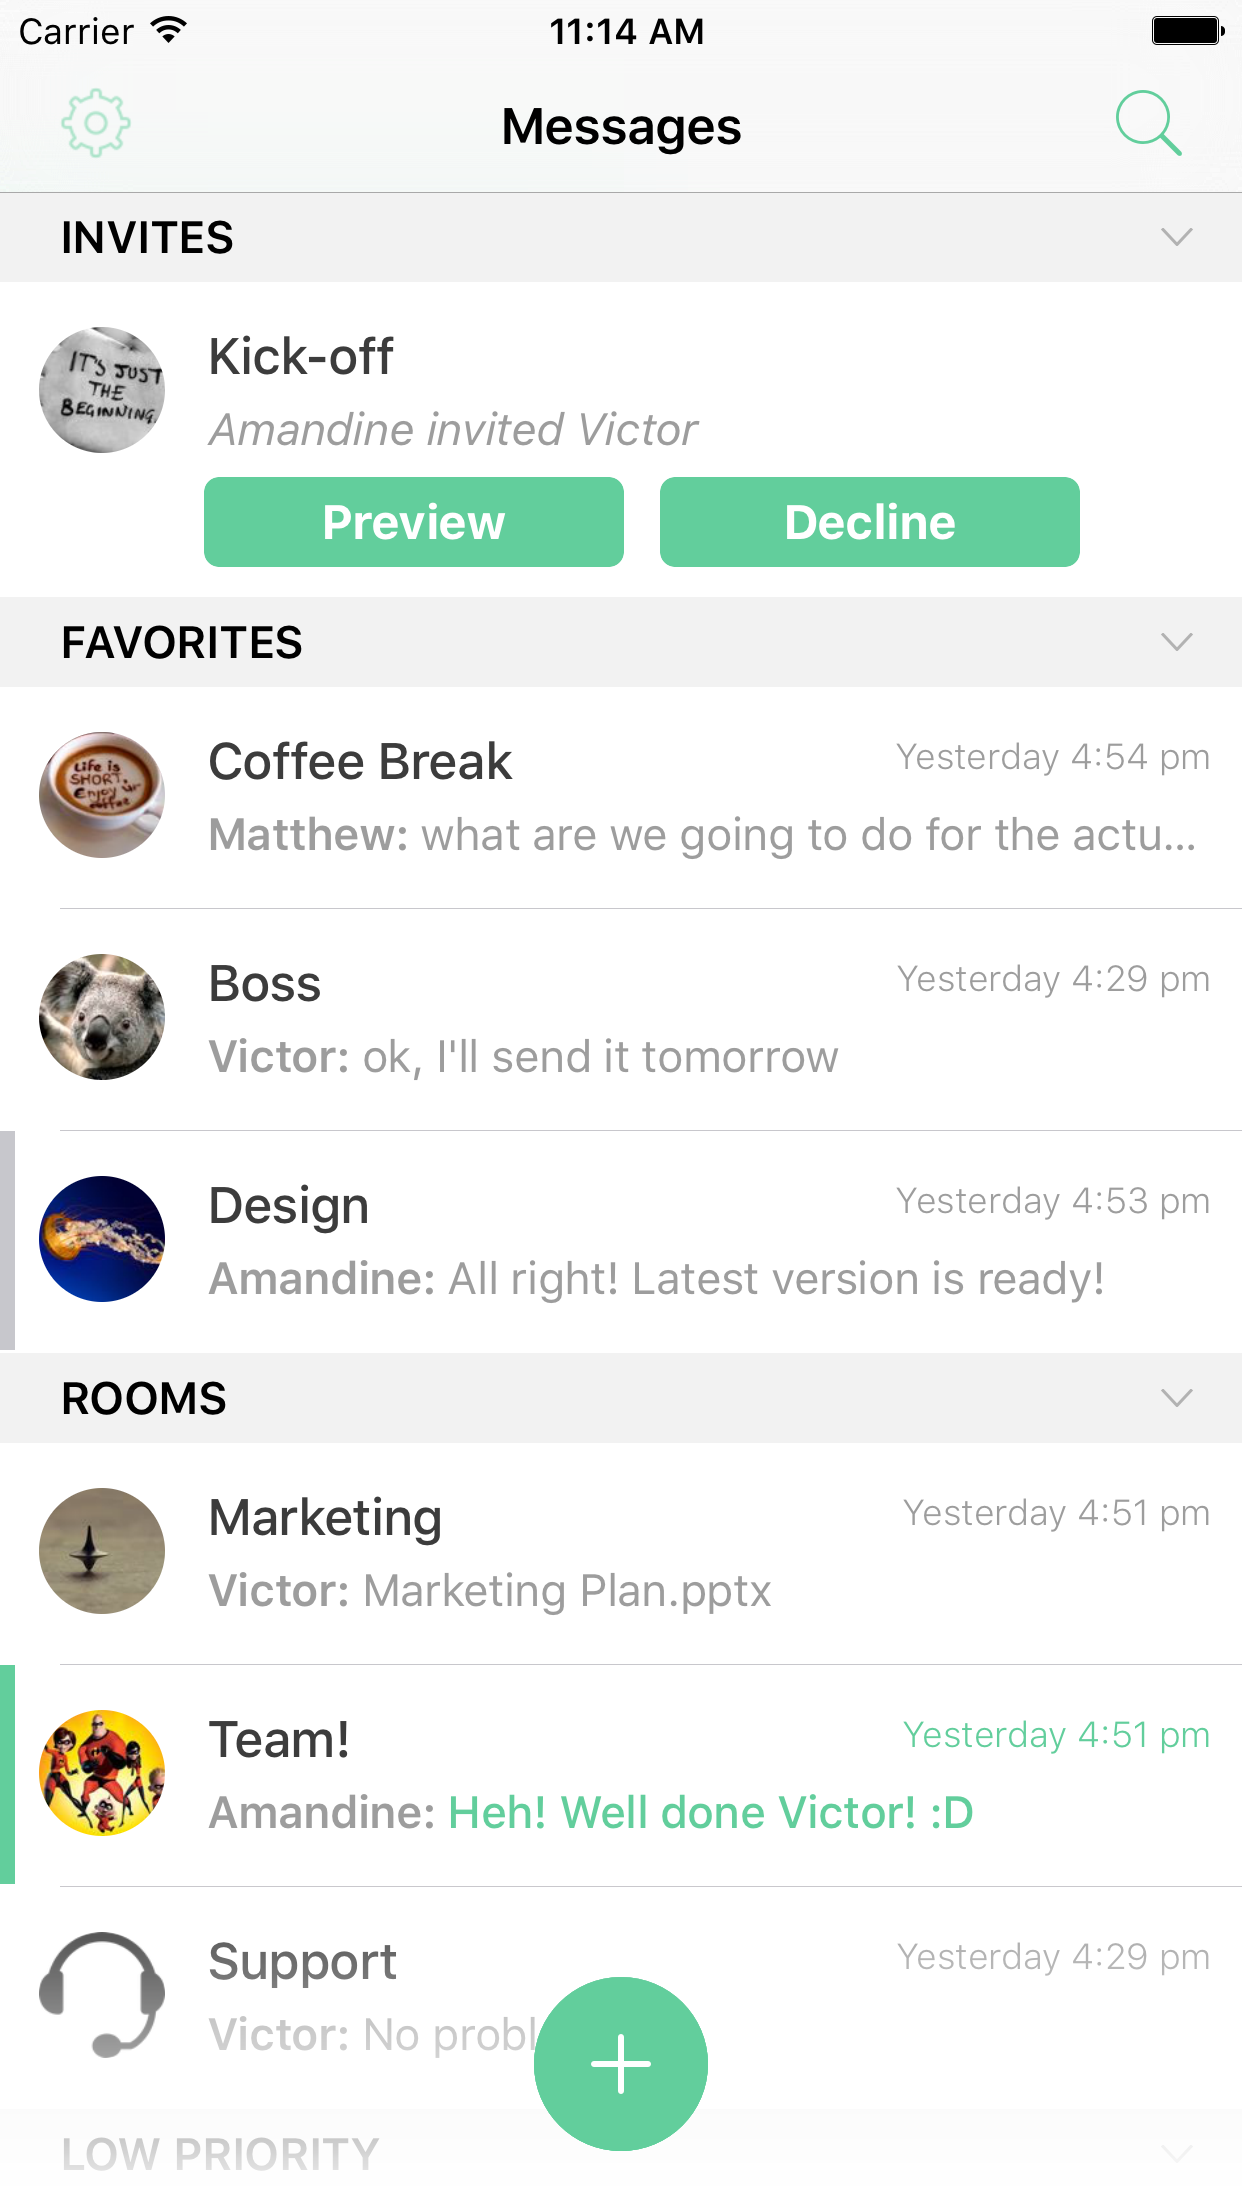 Carrier 11:14 AM
Messages
INVITES
IT'S JUST
THE
BEGINNING.
Kick-off
Amandine invited Victor
Preview Decline
FAVORITES
Life is
SHORT.
Enjoy ur
coffee
Coffee Break Yesterday 4:54 pm
Matthew: what are we going to do for the actu...
Boss Yesterday 4:29 pm
Victor: ok, I'll send it tomorrow
Design Yesterday 4:53 pm
Amandine: All right! Latest version is ready!
ROOMS
Marketing Yesterday 4:51 pm
Victor: Marketing Plan.pptx
Team! Yesterday 4:51 pm
Amandine: Heh! Well done Victor! :D
Support Yesterday 4:29 pm
Victor: No probl
LOW PRIORITY